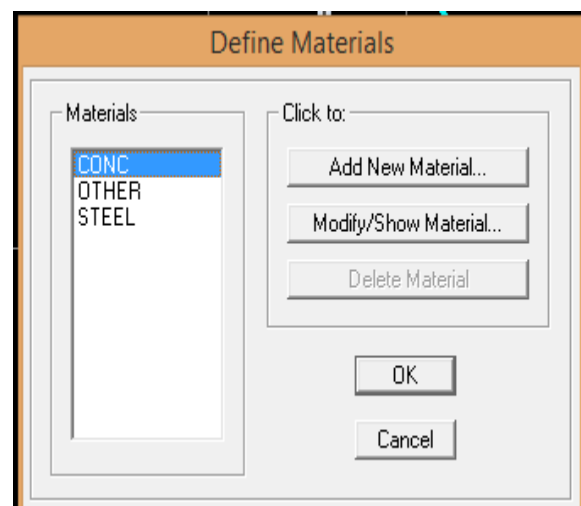 Define Materials
Materials
CONC
OTHER
STEEL
Click to:
Add New Material...
Modify/Show Material...
Delete Material
OK
Cancel